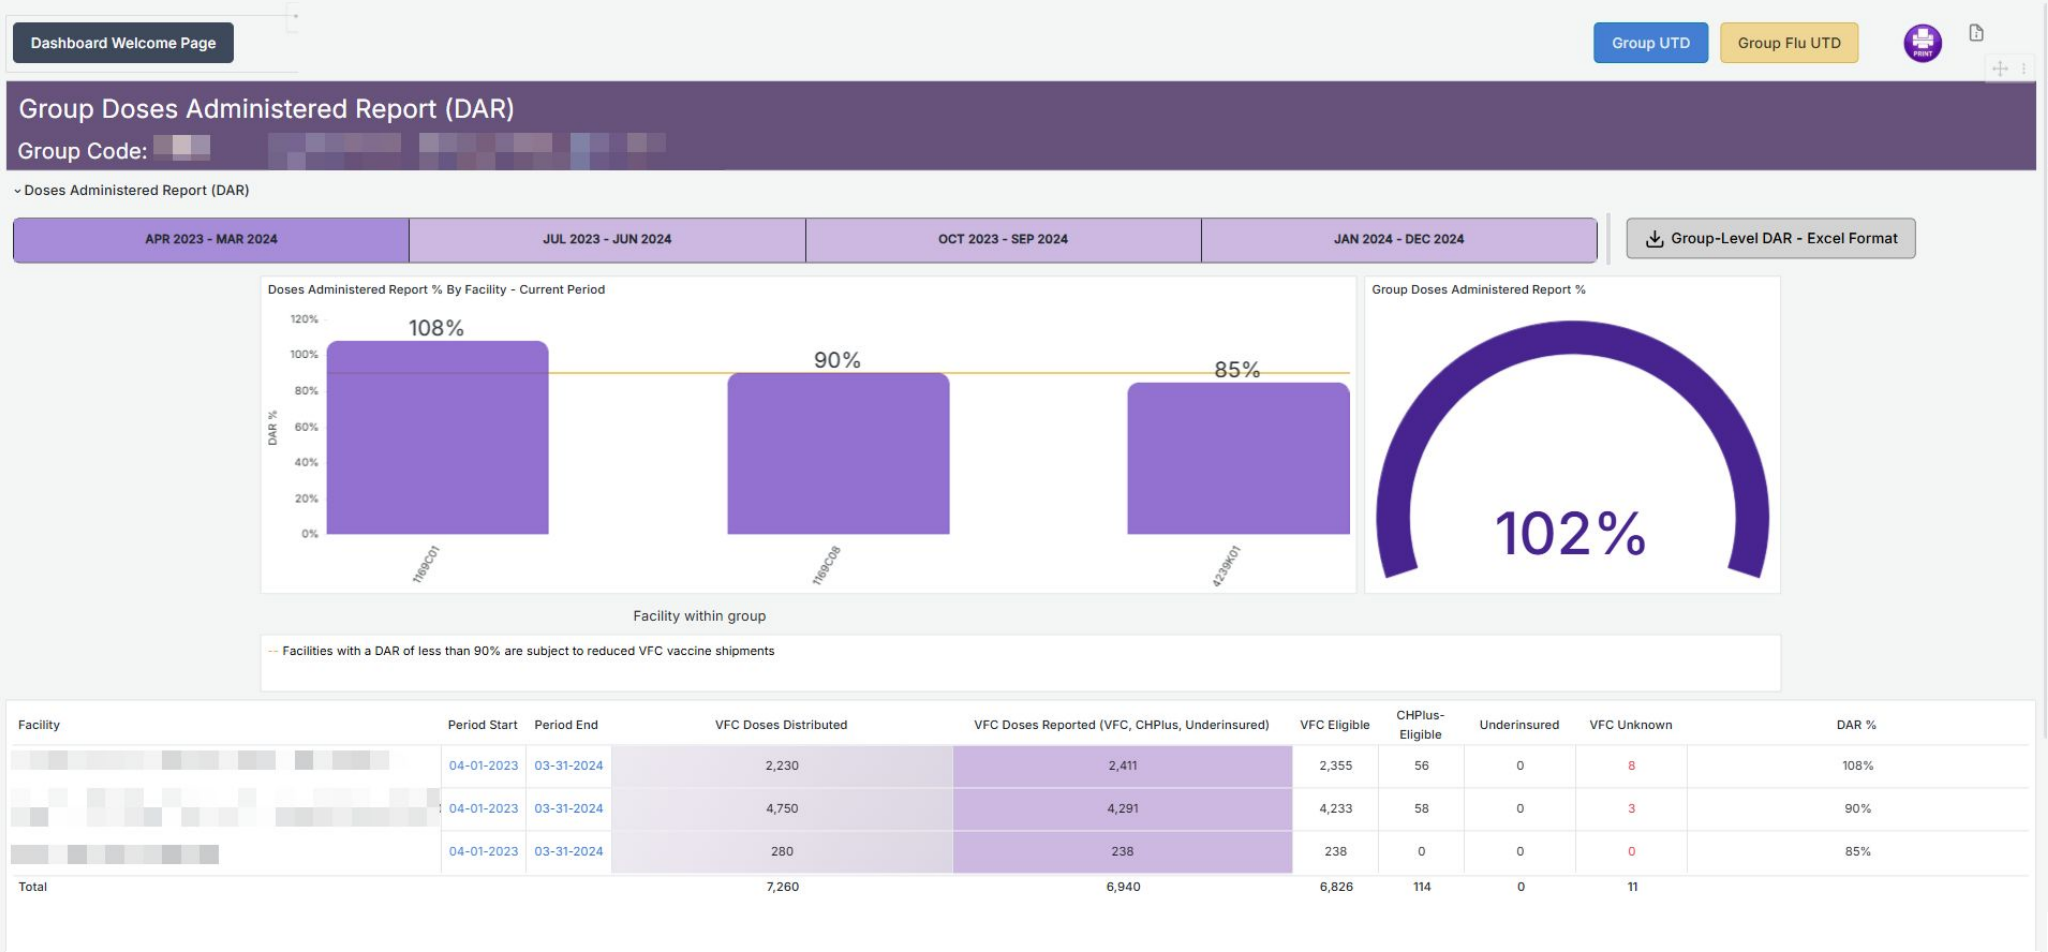 Dashboard Welcome Page
Group UTD
Group Flu UTD
PRINT
Group Doses Administered Report (DAR)
Group Code:
Doses Administered Report (DAR)
APR 2023 - MAR 2024
JUL 2023 - JUN 2024
OCT 2023 - SEP 2024
JAN 2024 - DEC 2024
Group-Level DAR - Excel Format
Doses Administered Report % By Facility - Current Period
120%
100%
80%
60%
40%
20%
0%
DAR %
108%
90%
85%
1169C01
1169C08
4239K01
Facility within group
Group Doses Administered Report %
102%
-- Facilities with a DAR of less than 90% are subject to reduced VFC vaccine shipments
Facility Period Start Period End VFC Doses Distributed VFC Doses Reported (VFC, CHPlus, Underinsured) VFC Eligible CHPlus-Eligible Underinsured VFC Unknown DAR %
04-01-2023 03-31-2024 2,230 2,411 2,355 56 0 8 108%
04-01-2023 03-31-2024 4,750 4,291 4,233 58 0 3 90%
04-01-2023 03-31-2024 280 238 238 0 0 0 85%
Total 7,260 6,940 6,826 114 0 11